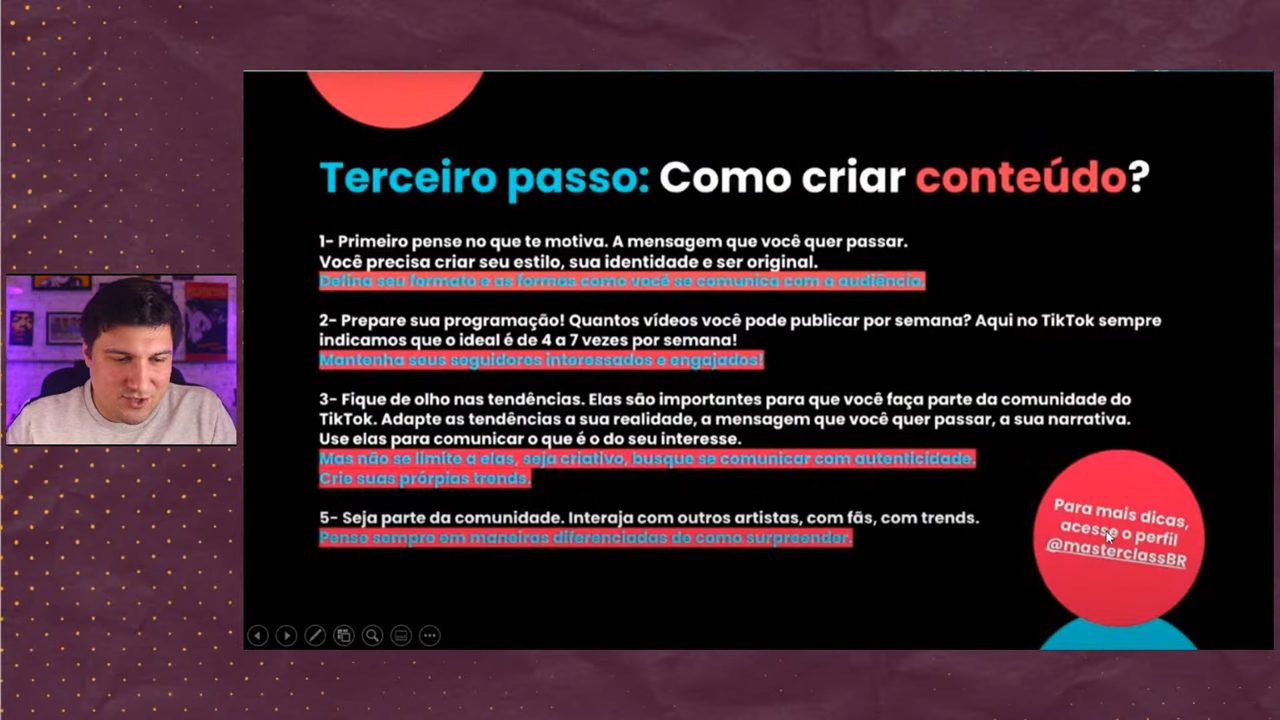 Terceiro passo: Como criar conteúdo?
1- Primeiro pense no que te motiva. A mensagem que você quer passar.
Você precisa criar seu estilo, sua identidade e ser original.
Defina seu formato e as formas como você se comunica com a audiência.
2- Prepare sua programação! Quantos vídeos você pode publicar por semana? Aqui no TikTok sempre
indicamos que o ideal é de 4 a 7 vezes por semana!
Mantenha seus seguidores interessados e engajados!
3- Fique de olho nas tendências. Elas são importantes para que você faça parte da comunidade do
TikTok. Adapte as tendências a sua realidade, a mensagem que você quer passar, a sua narrativa.
Use elas para comunicar o que é o do seu interesse.
Mas não se limite a elas, seja criativo, busque se comunicar com autenticidade.
Crie suas prórpias trends.
5- Seja parte da comunidade. Interaja com outros artistas, com fãs, com trends.
Pense sempre em maneiras diferenciadas de como surpreender.
Para mais dicas,
acesse o perfil
@masterclassBR